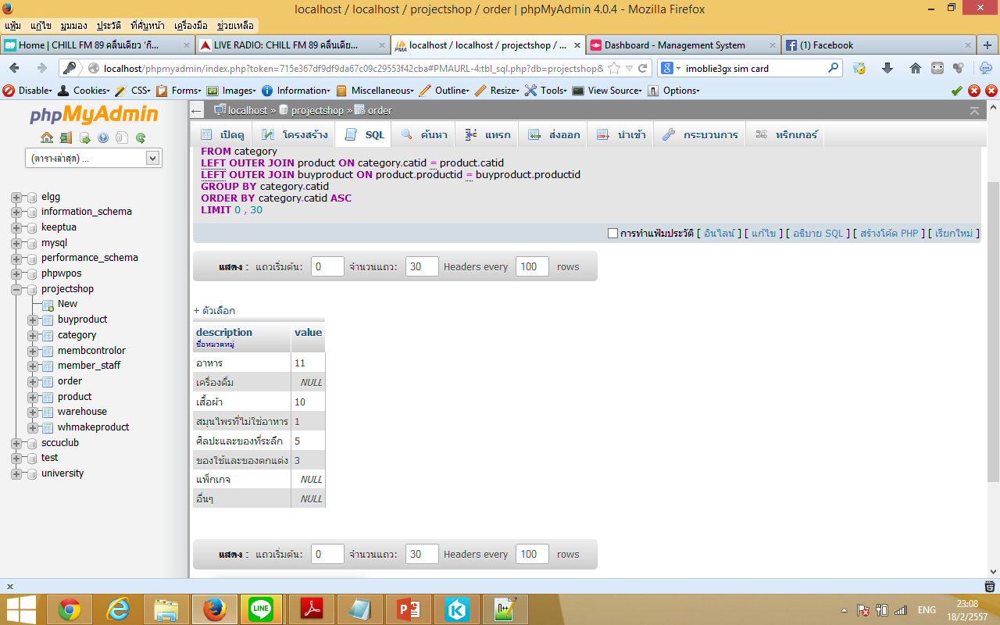 localhost / localhost / projectshop / order | phpMyAdmin 4.0.4 - Mozilla Firefox
แฟ้ม แก้ไข มุมมอง ประวัติ ที่คั่นหน้า เครื่องมือ ช่วยเหลือ
Home | CHILL FM 89 คลื่นเดียว 'กิ... LIVE RADIO: CHILL FM 89 คลื่นเดีย... localhost / localhost / projectshop / ... Dashboard - Management System (1) Facebook
localhost/phpmyadmin/index.php?token=715e367df9df9da67c09c29553f42cba#PMAURL-4:tbl_sql.php?db=projectshop& imoblie3gx sim card
Disable Cookies CSS Forms Images Information Miscellaneous Outline Resize Tools View Source Options
phpMyAdmin
(ตารางล่าสุด) ...
elgg
information_schema
keeptua
mysql
performance_schema
phpwpos
projectshop
New
buyproduct
category
membcontrolor
member_staff
order
product
warehouse
whmakeproduct
sccuclub
test
university
localhost » projectshop » order
เปิดดู โครงสร้าง SQL ค้นหา แทรก ส่งออก นำเข้า กระบวนการ ทริกเกอร์
FROM category
LEFT OUTER JOIN product ON category.catid = product.catid
LEFT OUTER JOIN buyproduct ON product.productid = buyproduct.productid
GROUP BY category.catid
ORDER BY category.catid ASC
LIMIT 0 , 30
การทำแฟ้มประวัติ [ อินไลน์ ] [ แก้ไข ] [ อธิบาย SQL ] [ สร้างโค้ด PHP ] [ เรียกใหม่ ]
แสดง : แถวเริ่มต้น: 0 จำนวนแถว: 30 Headers every 100 rows
+ ตัวเลือก
description value
ชื่อหมวดหมู่
อาหาร 11
เครื่องดื่ม NULL
เสื้อผ้า 10
สมุนไพรที่ไม่ใช่อาหาร 1
ศิลปะและของที่ระลึก 5
ของใช้และของตกแต่ง 3
แพ็กเกจ NULL
อื่นๆ NULL
แสดง : แถวเริ่มต้น: 0 จำนวนแถว: 30 Headers every 100 rows
ENG 23:08
18/2/2557